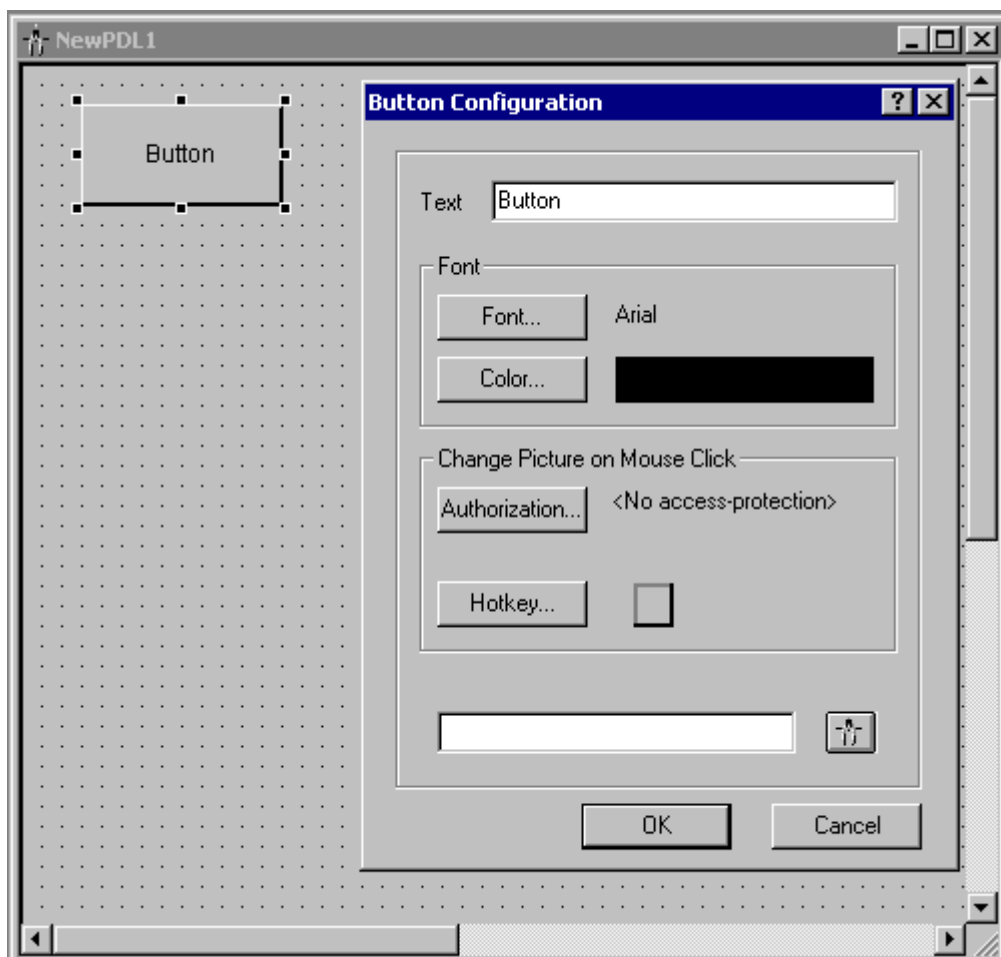 NewPDL1
Button
Button Configuration
Text Button
Font
Font... Arial
Color...
Change Picture on Mouse Click
Authorization... <No access-protection>
Hotkey...
OK Cancel